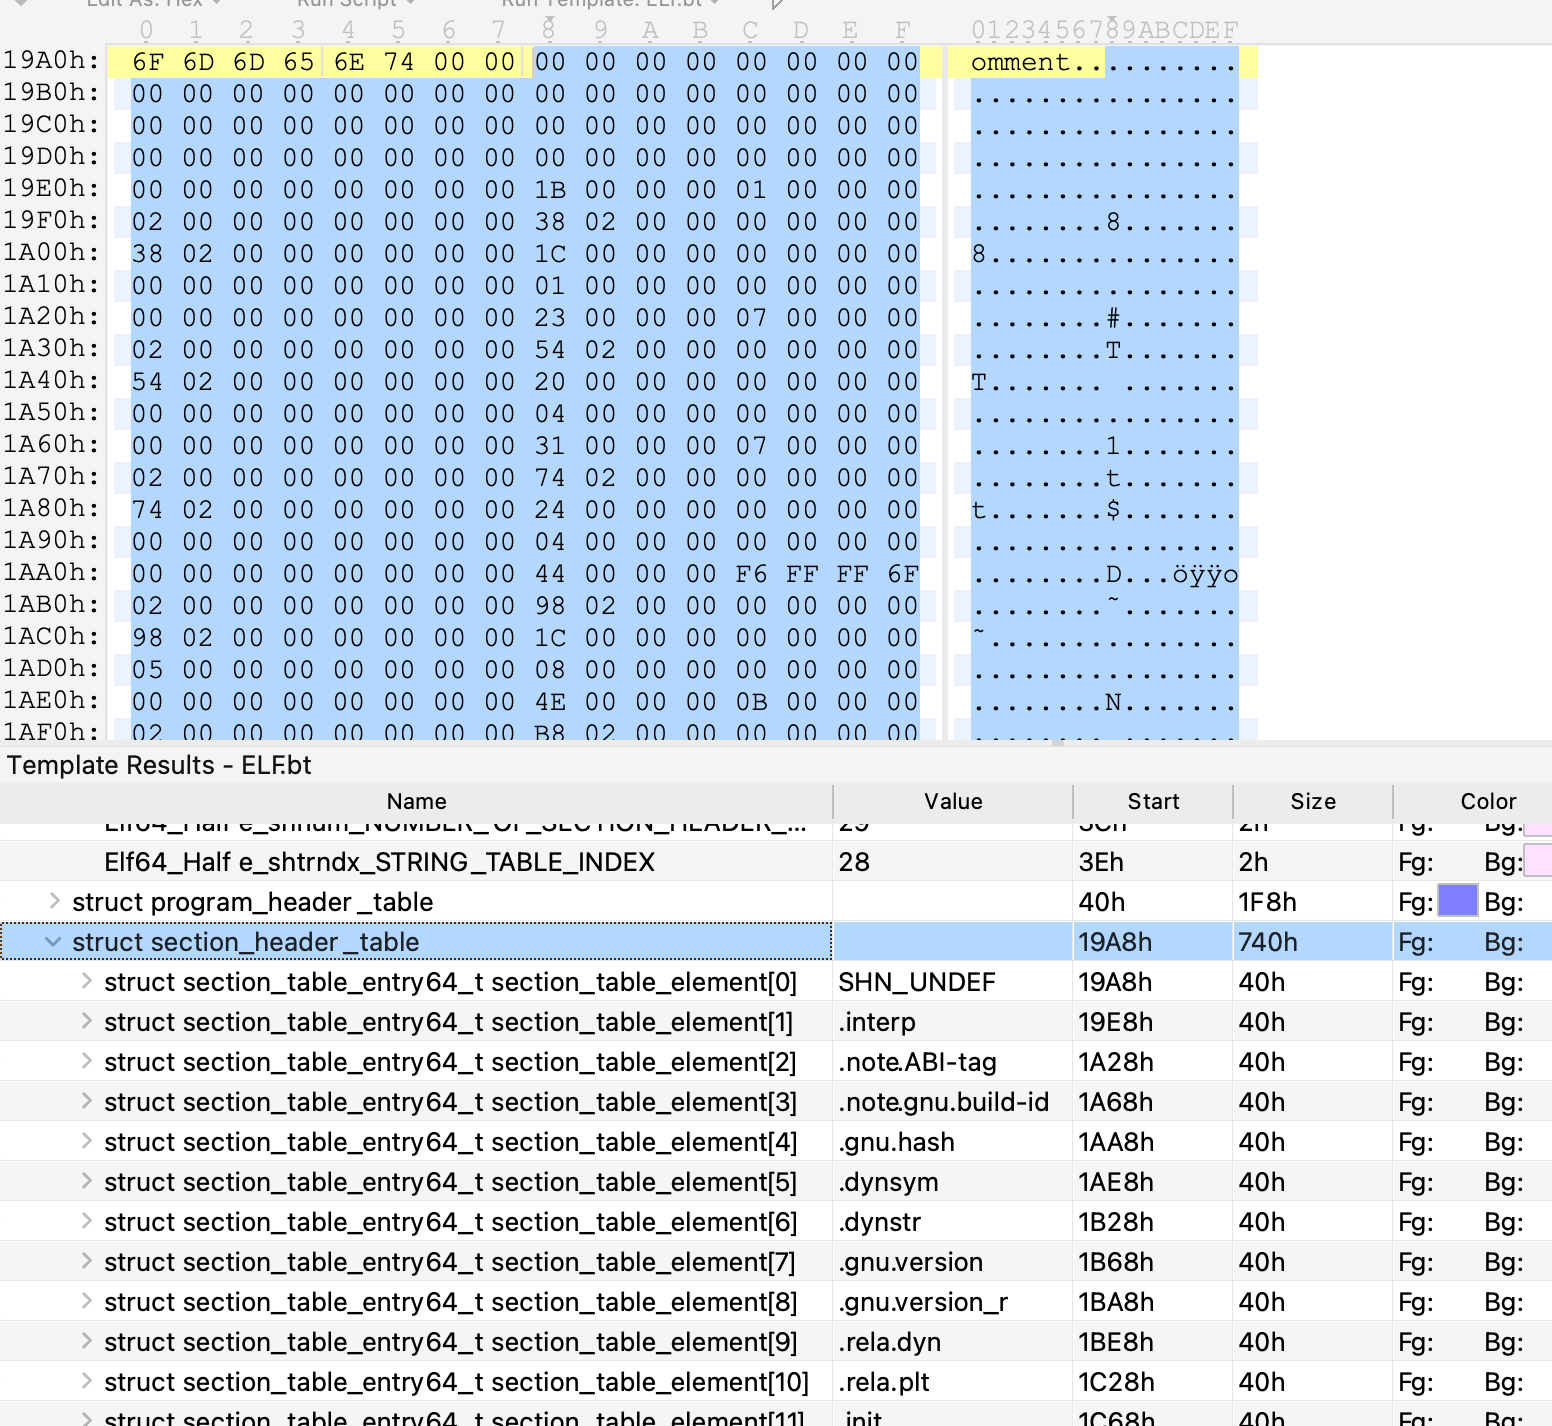 Edit As: Hex Run Script Run Template: ELF.bt
0 1 2 3 4 5 6 7 8 9 A B C D E F 0123456789ABCDEF
19A0h: 6F 6D 6D 65 6E 74 00 00 00 00 00 00 00 00 00 00 omment..........
19B0h: 00 00 00 00 00 00 00 00 00 00 00 00 00 00 00 00 ................
19C0h: 00 00 00 00 00 00 00 00 00 00 00 00 00 00 00 00 ................
19D0h: 00 00 00 00 00 00 00 00 00 00 00 00 00 00 00 00 ................
19E0h: 00 00 00 00 00 00 00 00 1B 00 00 00 01 00 00 00 ................
19F0h: 02 00 00 00 00 00 00 00 38 02 00 00 00 00 00 00 ........8.......
1A00h: 38 02 00 00 00 00 00 00 1C 00 00 00 00 00 00 00 8...............
1A10h: 00 00 00 00 00 00 00 00 01 00 00 00 00 00 00 00 ................
1A20h: 00 00 00 00 00 00 00 00 23 00 00 00 07 00 00 00 ........#.......
1A30h: 02 00 00 00 00 00 00 00 54 02 00 00 00 00 00 00 ........T.......
1A40h: 54 02 00 00 00 00 00 00 20 00 00 00 00 00 00 00 T....... .......
1A50h: 00 00 00 00 00 00 00 00 04 00 00 00 00 00 00 00 ................
1A60h: 00 00 00 00 00 00 00 00 31 00 00 00 07 00 00 00 ........1.......
1A70h: 02 00 00 00 00 00 00 00 74 02 00 00 00 00 00 00 ........t.......
1A80h: 74 02 00 00 00 00 00 00 24 00 00 00 00 00 00 00 t.......$.......
1A90h: 00 00 00 00 00 00 00 00 04 00 00 00 00 00 00 00 ................
1AA0h: 00 00 00 00 00 00 00 00 44 00 00 00 F6 FF FF 6F ........D...öÿÿo
1AB0h: 02 00 00 00 00 00 00 00 98 02 00 00 00 00 00 00 ........˜.......
1AC0h: 98 02 00 00 00 00 00 00 1C 00 00 00 00 00 00 00 ˜...............
1AD0h: 05 00 00 00 00 00 00 00 08 00 00 00 00 00 00 00 ................
1AE0h: 00 00 00 00 00 00 00 00 4E 00 00 00 0B 00 00 00 ........N.......
1AF0h: 02 00 00 00 00 00 00 00 B8 02 00 00 00 00 00 00
Template Results - ELF.bt
Name Value Start Size Color
Elf64_Half e_shnum_NUMBER_OF_SECTION_HEADER_... 29 3Ch 2h Fg: Bg:
Elf64_Half e_shtrndx_STRING_TABLE_INDEX 28 3Eh 2h Fg: Bg:
struct program_header_table 40h 1F8h Fg: Bg:
struct section_header_table 19A8h 740h Fg: Bg:
struct section_table_entry64_t section_table_element[0] SHN_UNDEF 19A8h 40h Fg: Bg:
struct section_table_entry64_t section_table_element[1] .interp 19E8h 40h Fg: Bg:
struct section_table_entry64_t section_table_element[2] .note.ABI-tag 1A28h 40h Fg: Bg:
struct section_table_entry64_t section_table_element[3] .note.gnu.build-id 1A68h 40h Fg: Bg:
struct section_table_entry64_t section_table_element[4] .gnu.hash 1AA8h 40h Fg: Bg:
struct section_table_entry64_t section_table_element[5] .dynsym 1AE8h 40h Fg: Bg:
struct section_table_entry64_t section_table_element[6] .dynstr 1B28h 40h Fg: Bg:
struct section_table_entry64_t section_table_element[7] .gnu.version 1B68h 40h Fg: Bg:
struct section_table_entry64_t section_table_element[8] .gnu.version_r 1BA8h 40h Fg: Bg:
struct section_table_entry64_t section_table_element[9] .rela.dyn 1BE8h 40h Fg: Bg:
struct section_table_entry64_t section_table_element[10] .rela.plt 1C28h 40h Fg: Bg:
struct section_table_entry64_t section_table_element[11] .init 1C68h 40h Fg: Bg: